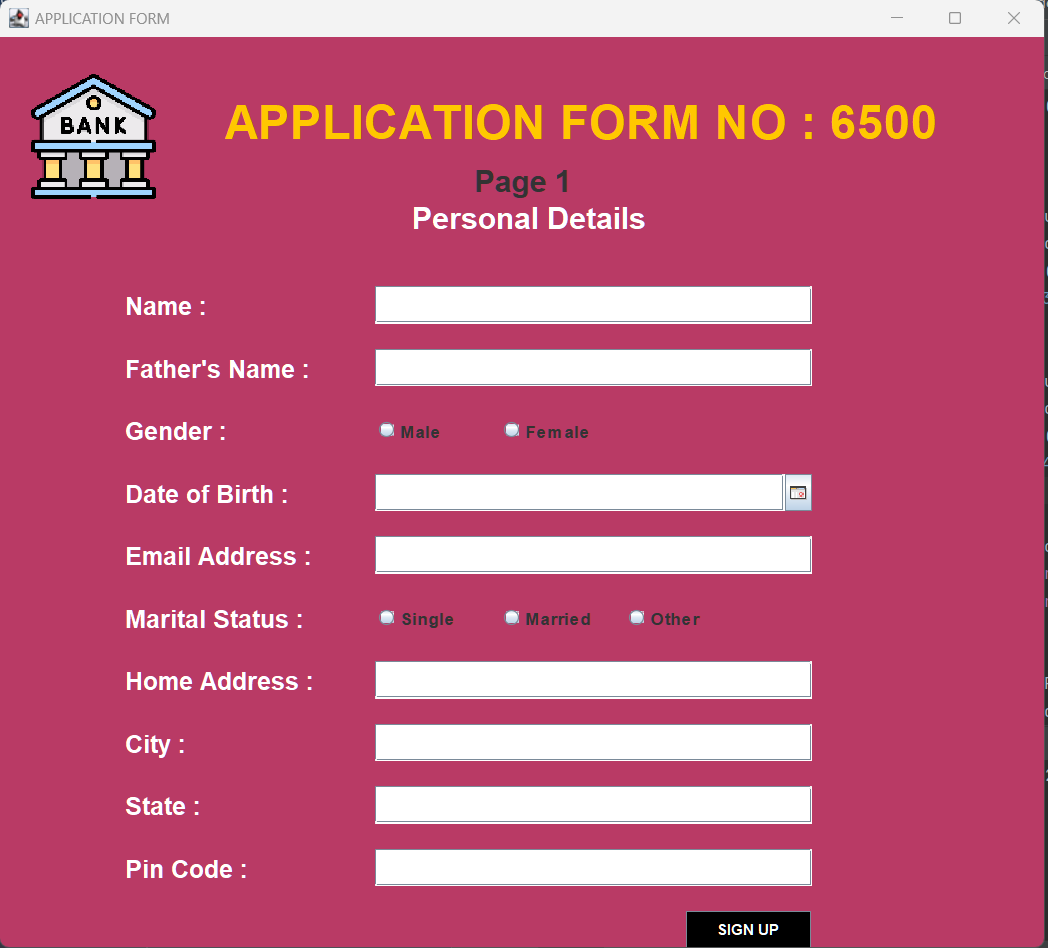 APPLICATION FORM
BANK
APPLICATION FORM NO : 6500
Page 1
Personal Details
Name :
Father's Name :
Gender :
Male
Female
Date of Birth :
Email Address :
Marital Status :
Single
Married
Other
Home Address :
City :
State :
Pin Code :
SIGN UP